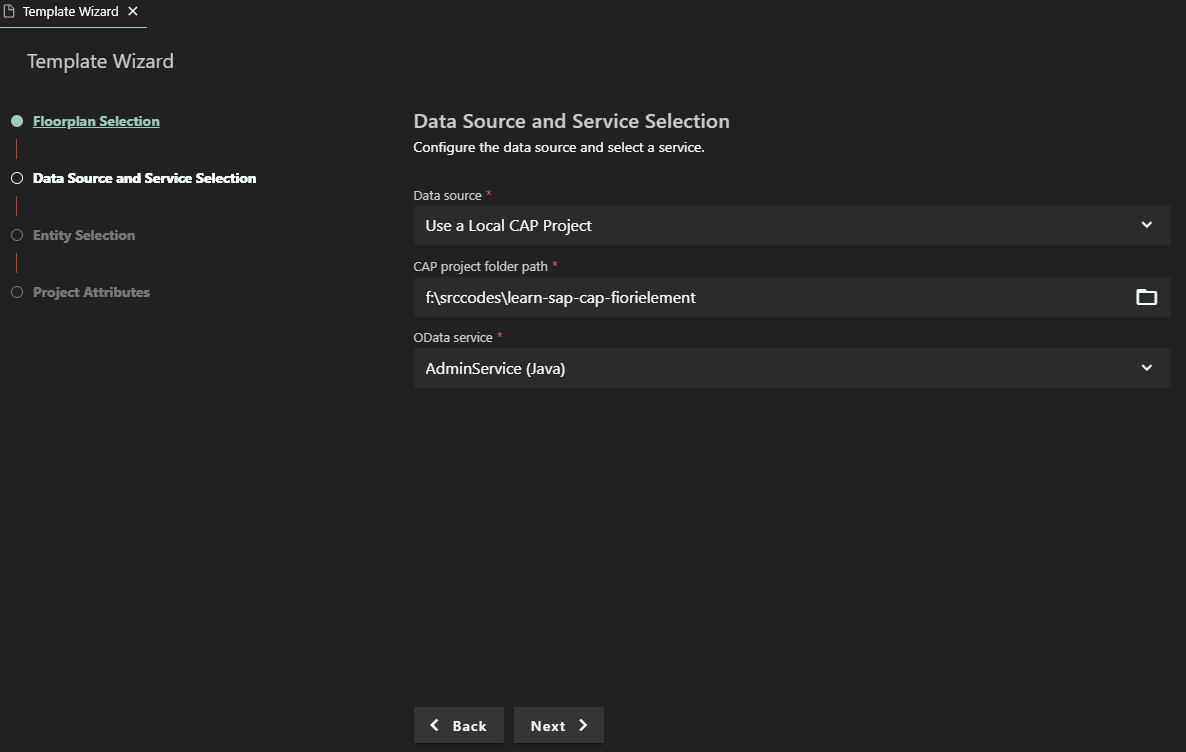 Template Wizard
Template Wizard
Floorplan Selection
Data Source and Service Selection
Entity Selection
Project Attributes
Data Source and Service Selection
Configure the data source and select a service.
Data source *
Use a Local CAP Project
CAP project folder path *
f:\srccodes\learn-sap-cap-fiorielement
OData service *
AdminService (Java)
Back Next